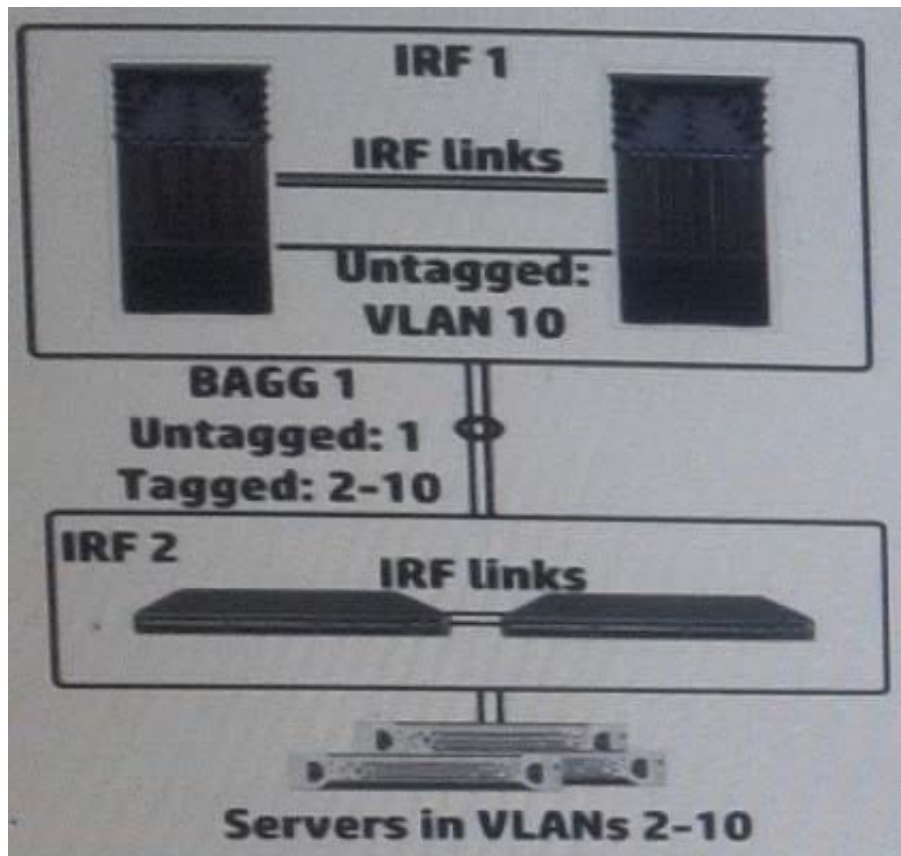 IRF 1
IRF links
Untagged:
VLAN 10
BAGG 1
Untagged: 1
Tagged: 2-10
IRF 2
IRF links
Servers in VLANs 2-10